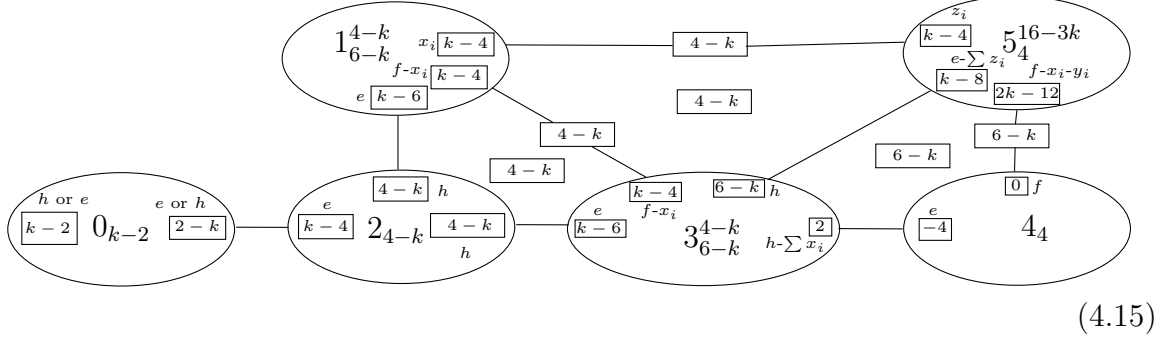 z_i
1^{4-k}_{6-k} x_i k − 4 4 − k k − 4 5^{16-3k}_4
f-x_i k − 4 e-∑ z_i f-x_i-y_i
e k − 6 4 − k k − 8 2k − 12
4 − k 6 − k
4 − k 6 − k
h or e e or h e 4 − k h k − 4 6 − k h 0 f
f-x_i
k − 2 0_{k−2} 2 − k k − 4 2_{4−k} 4 − k e k − 6 3^{4-k}_{6-k} 2 e −4 4_4
h h-∑ x_i
(4.15)